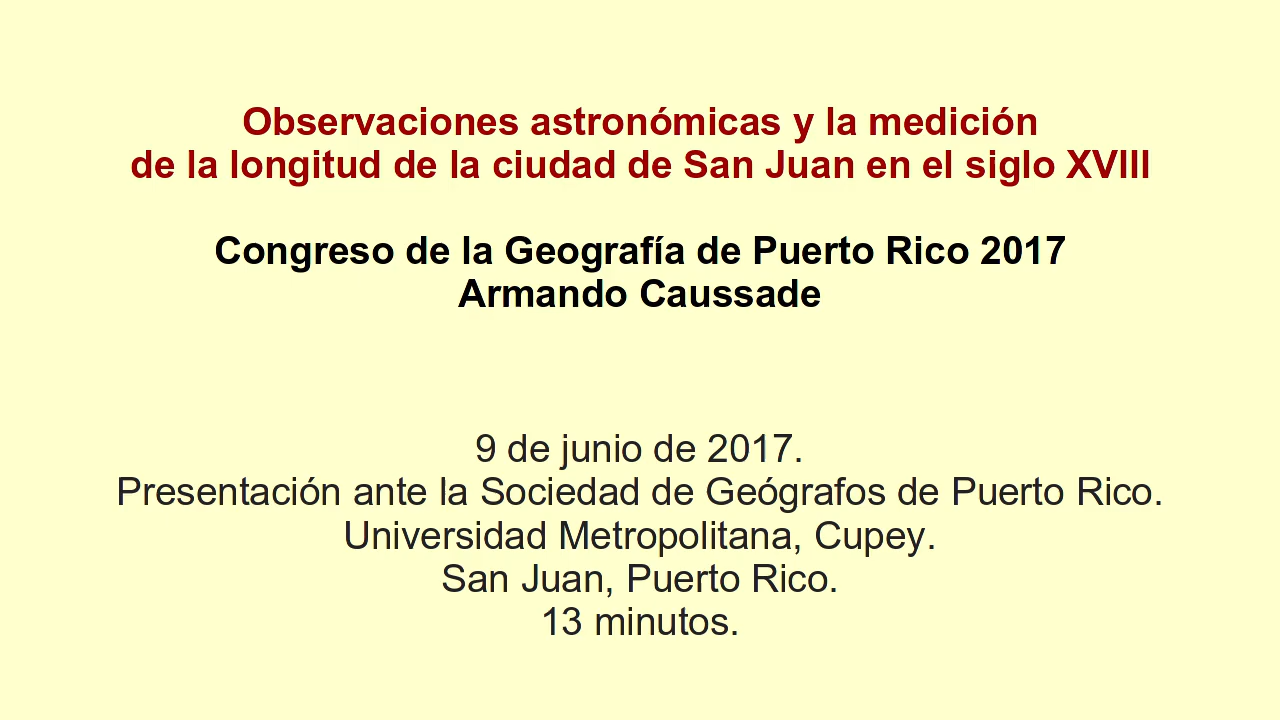 Observaciones astronómicas y la medición
de la longitud de la ciudad de San Juan en el siglo XVIII
Congreso de la Geografía de Puerto Rico 2017
Armando Caussade
9 de junio de 2017.
Presentación ante la Sociedad de Geógrafos de Puerto Rico.
Universidad Metropolitana, Cupey.
San Juan, Puerto Rico.
13 minutos.